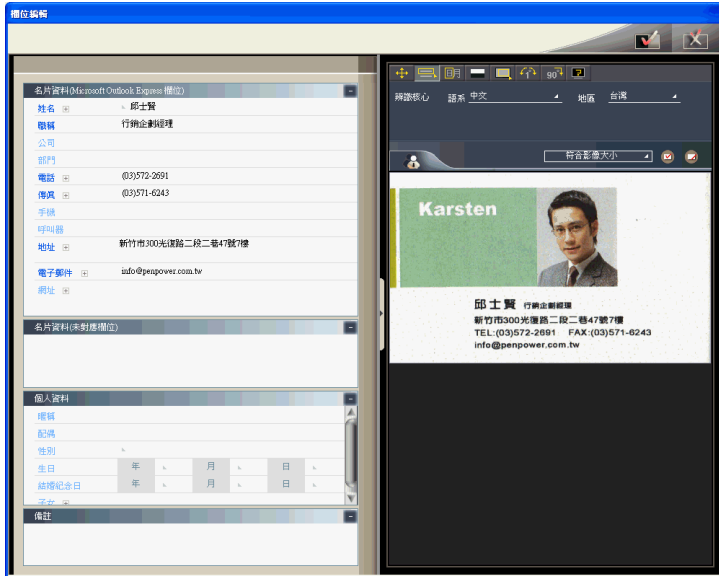 欄位編輯
名片資料(Microsoft Outlook Express 欄位)
姓名 邱士賢
職稱 行銷企劃經理
公司
部門
電話 (03)572-2691
傳真 (03)571-6243
手機
呼叫器
地址 新竹市300光復路二段二巷47號7樓
電子郵件 info@penpower.com.tw
網址
名片資料(未對應欄位)
個人資料
暱稱
配偶
性別
生日 年 月 日
結婚紀念日 年 月 日
子女
備註
辨識核心 語系 中文 地區 台灣
符合影像大小
Karsten
邱士賢 行銷企劃經理
新竹市300光復路二段二巷47號7樓
TEL:(03)572-2691 FAX:(03)571-6243
info@penpower.com.tw